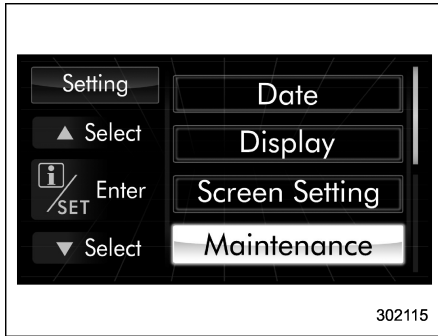 Setting
▲ Select
i/SET Enter
▼ Select
Date
Display
Screen Setting
Maintenance
302115